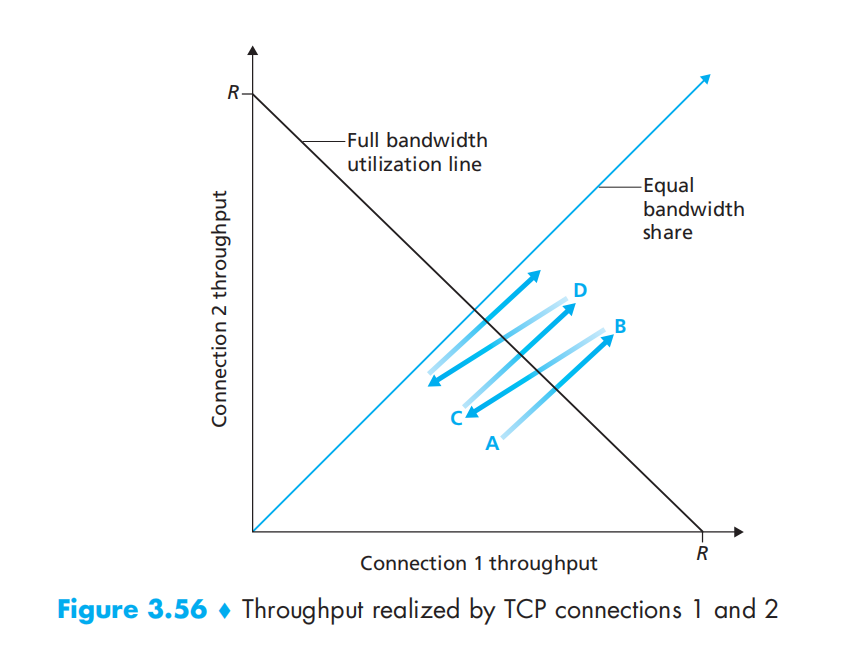 R
Full bandwidth
utilization line
Equal
bandwidth
share
Connection 2 throughput
D
B
C
A
R
Connection 1 throughput
Figure 3.56 ♦ Throughput realized by TCP connections 1 and 2